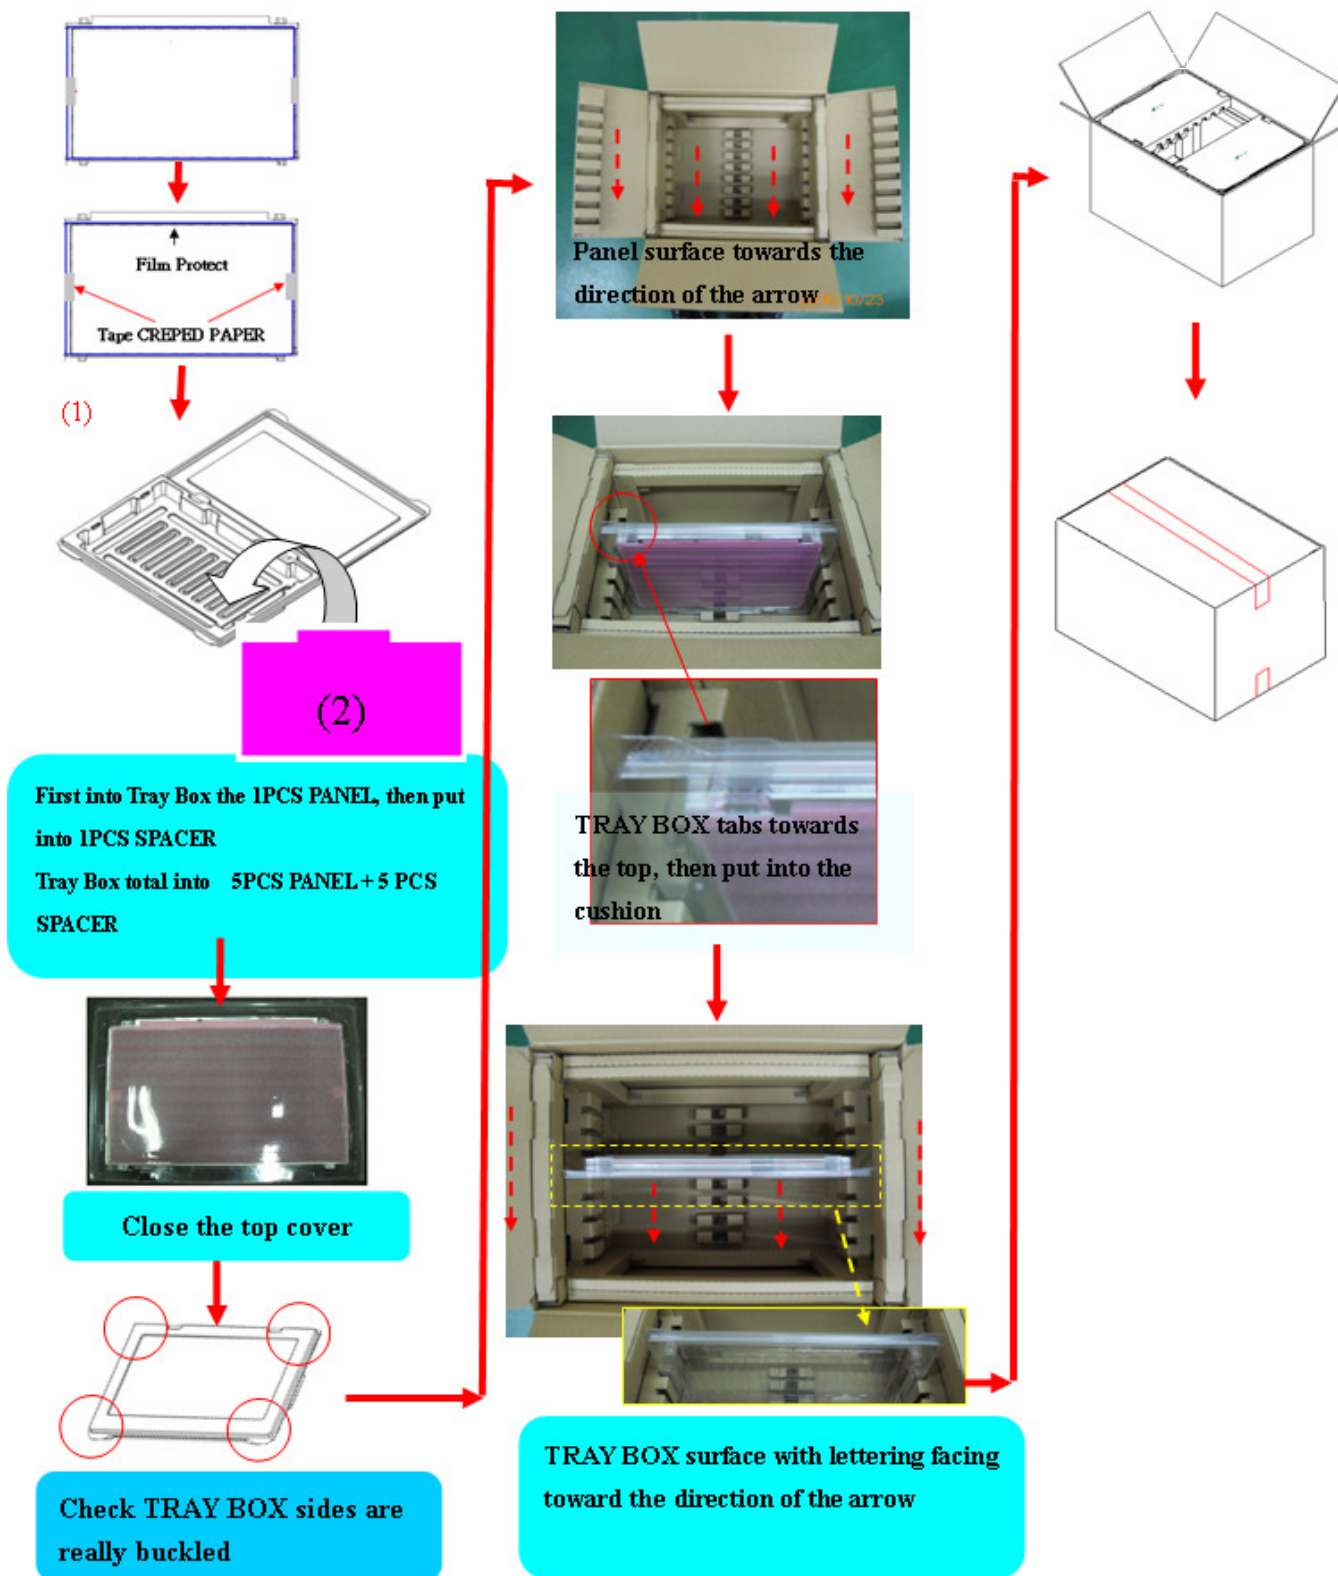 Film Protect
Tape CREPED PAPER
(1)
(2)
First into Tray Box the 1PCS PANEL, then put
into 1PCS SPACER
Tray Box total into 5PCS PANEL + 5 PCS
SPACER
Close the top cover
Check TRAY BOX sides are
really buckled
Panel surface towards the
direction of the arrow
TRAY BOX tabs towards
the top, then put into the
cushion
TRAY BOX surface with lettering facing
toward the direction of the arrow